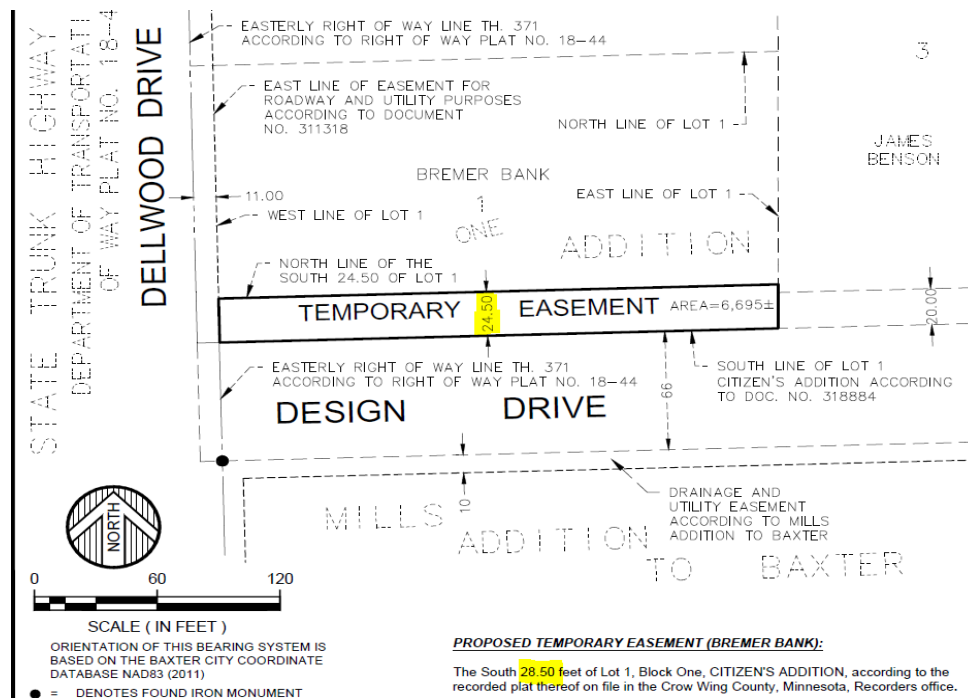 EASTERLY RIGHT OF WAY LINE TH. 371
ACCORDING TO RIGHT OF WAY PLAT NO. 18-44
STATE TRUNK HIGHWAY
DEPARTMENT OF TRANSPORTATI
OF WAY PLAT NO. 18-4
DELLWOOD DRIVE
3
EAST LINE OF EASEMENT FOR
ROADWAY AND UTILITY PURPOSES
ACCORDING TO DOCUMENT
NO. 311318
NORTH LINE OF LOT 1
JAMES
BENSON
BREMER BANK
1
ONE
ADDITION
11.00
WEST LINE OF LOT 1
EAST LINE OF LOT 1
NORTH LINE OF THE
SOUTH 24.50 OF LOT 1
TEMPORARY
24.50
EASEMENT
AREA=6,695±
20.00
EASTERLY RIGHT OF WAY LINE TH. 371
ACCORDING TO RIGHT OF WAY PLAT NO. 18-44
SOUTH LINE OF LOT 1
CITIZEN'S ADDITION ACCORDING
TO DOC. NO. 318884
66
DESIGN DRIVE
10
DRAINAGE AND
UTILITY EASEMENT
ACCORDING TO MILLS
ADDITION TO BAXTER
MILLS ADDITION TO BAXTER
NORTH
0 60 120
SCALE ( IN FEET )
ORIENTATION OF THIS BEARING SYSTEM IS
BASED ON THE BAXTER CITY COORDINATE
DATABASE NAD83 (2011)
● = DENOTES FOUND IRON MONUMENT
PROPOSED TEMPORARY EASEMENT (BREMER BANK):
The South 28.50 feet of Lot 1, Block One, CITIZEN'S ADDITION, according to the
recorded plat thereof on file in the Crow Wing County, Minnesota, Recorders office.